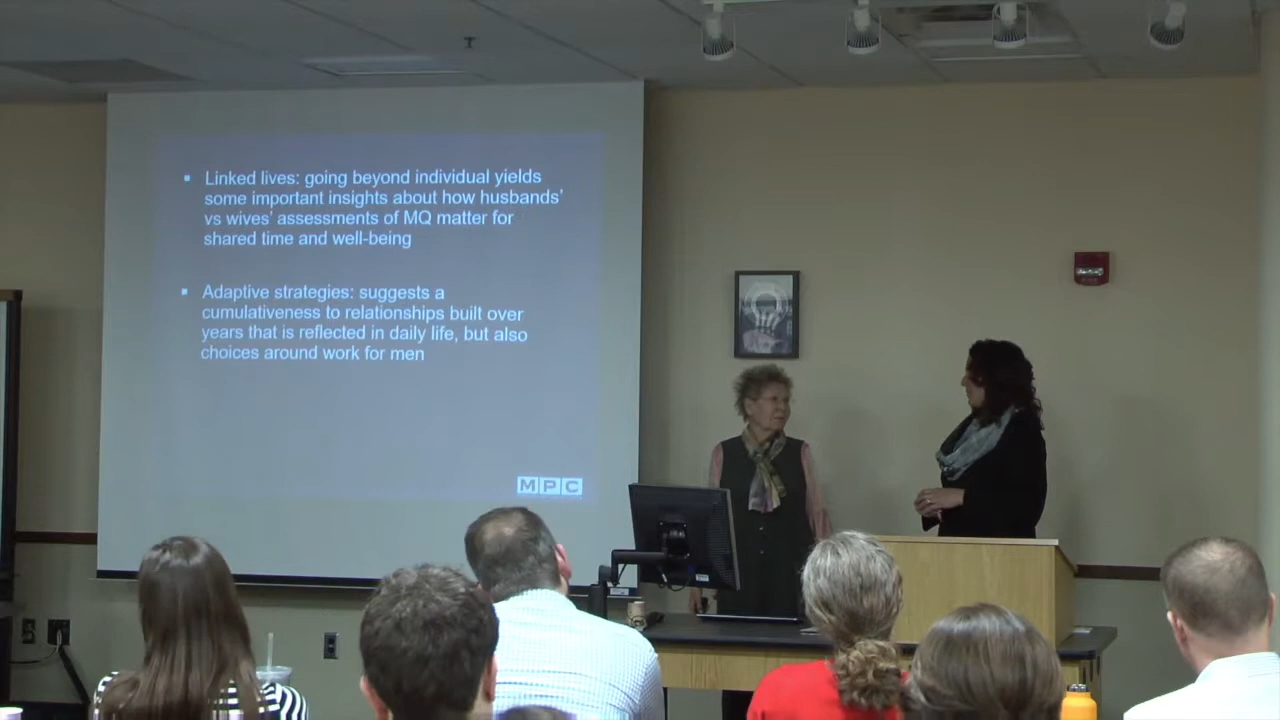 ▪ Linked lives: going beyond individual yields
some important insights about how husbands'
vs wives' assessments of MQ matter for
shared time and well-being
▪ Adaptive strategies: suggests a
cumulativeness to relationships built over
years that is reflected in daily life, but also
choices around work for men
MPC